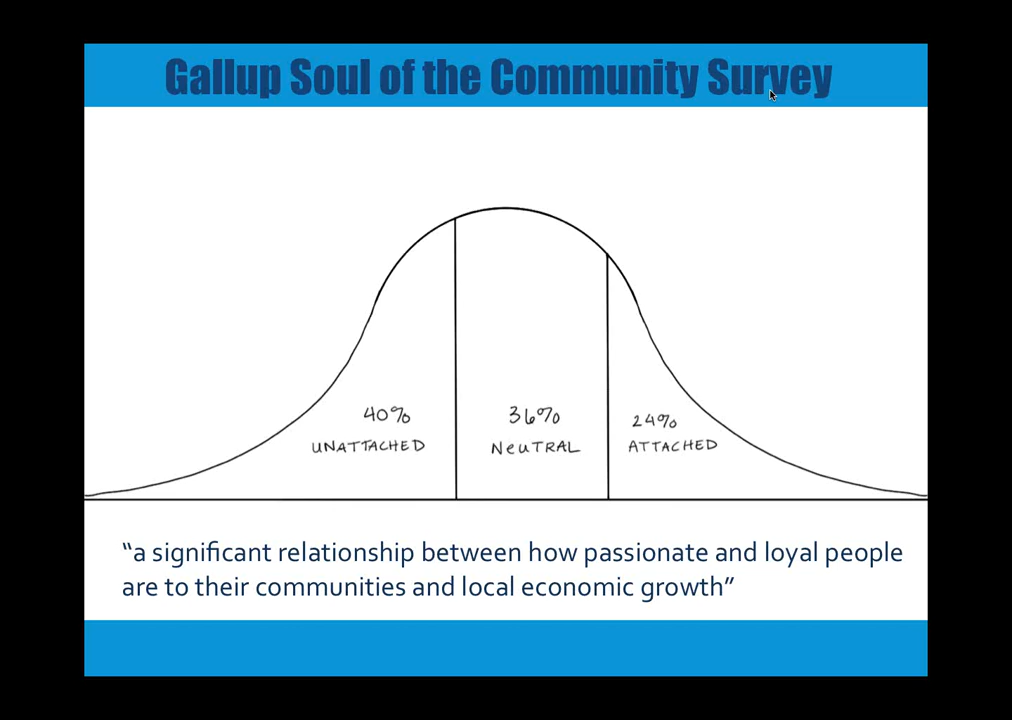 Gallup Soul of the Community Survey
40% 36% 24%
UNATTACHED NEUTRAL ATTACHED
“a significant relationship between how passionate and loyal people
are to their communities and local economic growth”